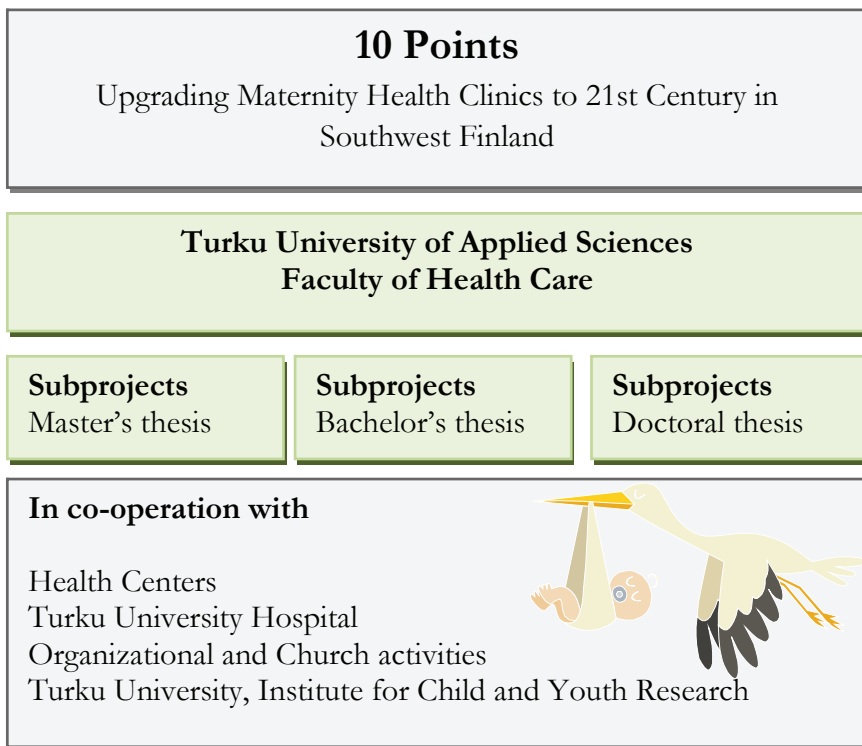 10 Points
Upgrading Maternity Health Clinics to 21st Century in
Southwest Finland
Turku University of Applied Sciences
Faculty of Health Care
Subprojects
Master’s thesis
Subprojects
Bachelor’s thesis
Subprojects
Doctoral thesis
In co-operation with
Health Centers
Turku University Hospital
Organizational and Church activities
Turku University, Institute for Child and Youth Research